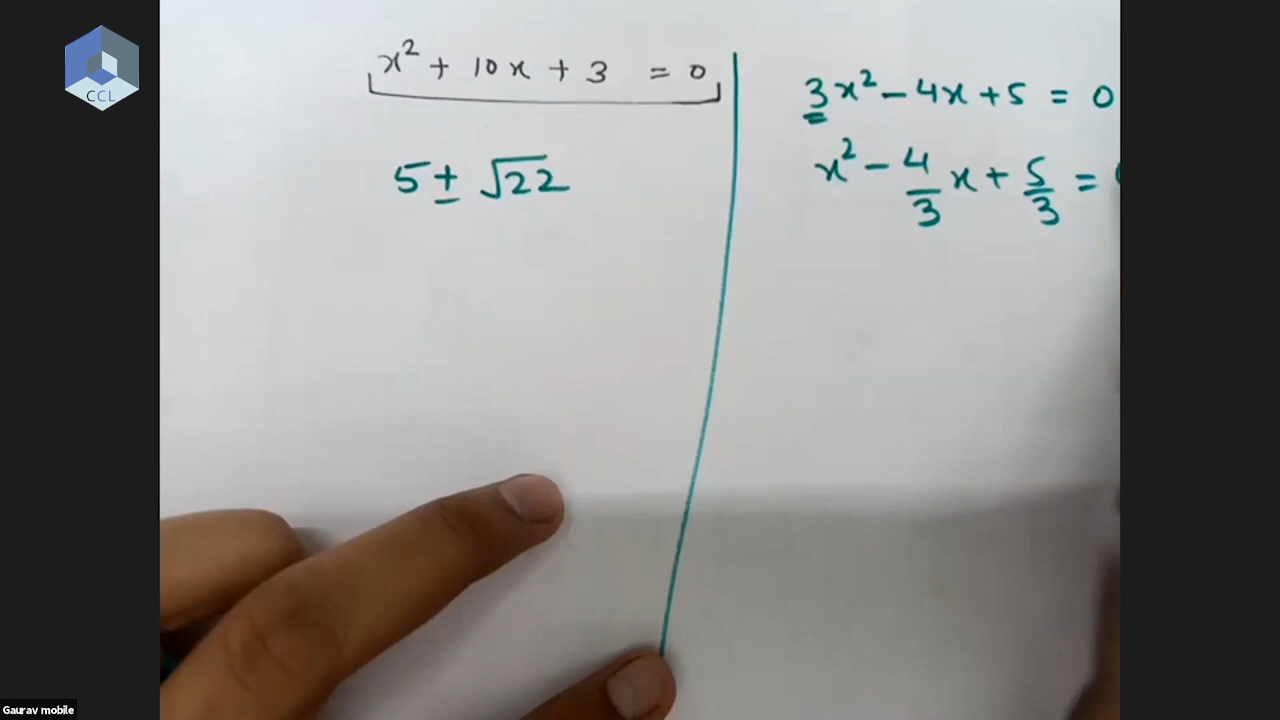 CCL
x² + 10x + 3 = 0
5 ± √22
3x² - 4x + 5 = 0
x² - 4/3 x + 5/3 =
Gaurav mobile